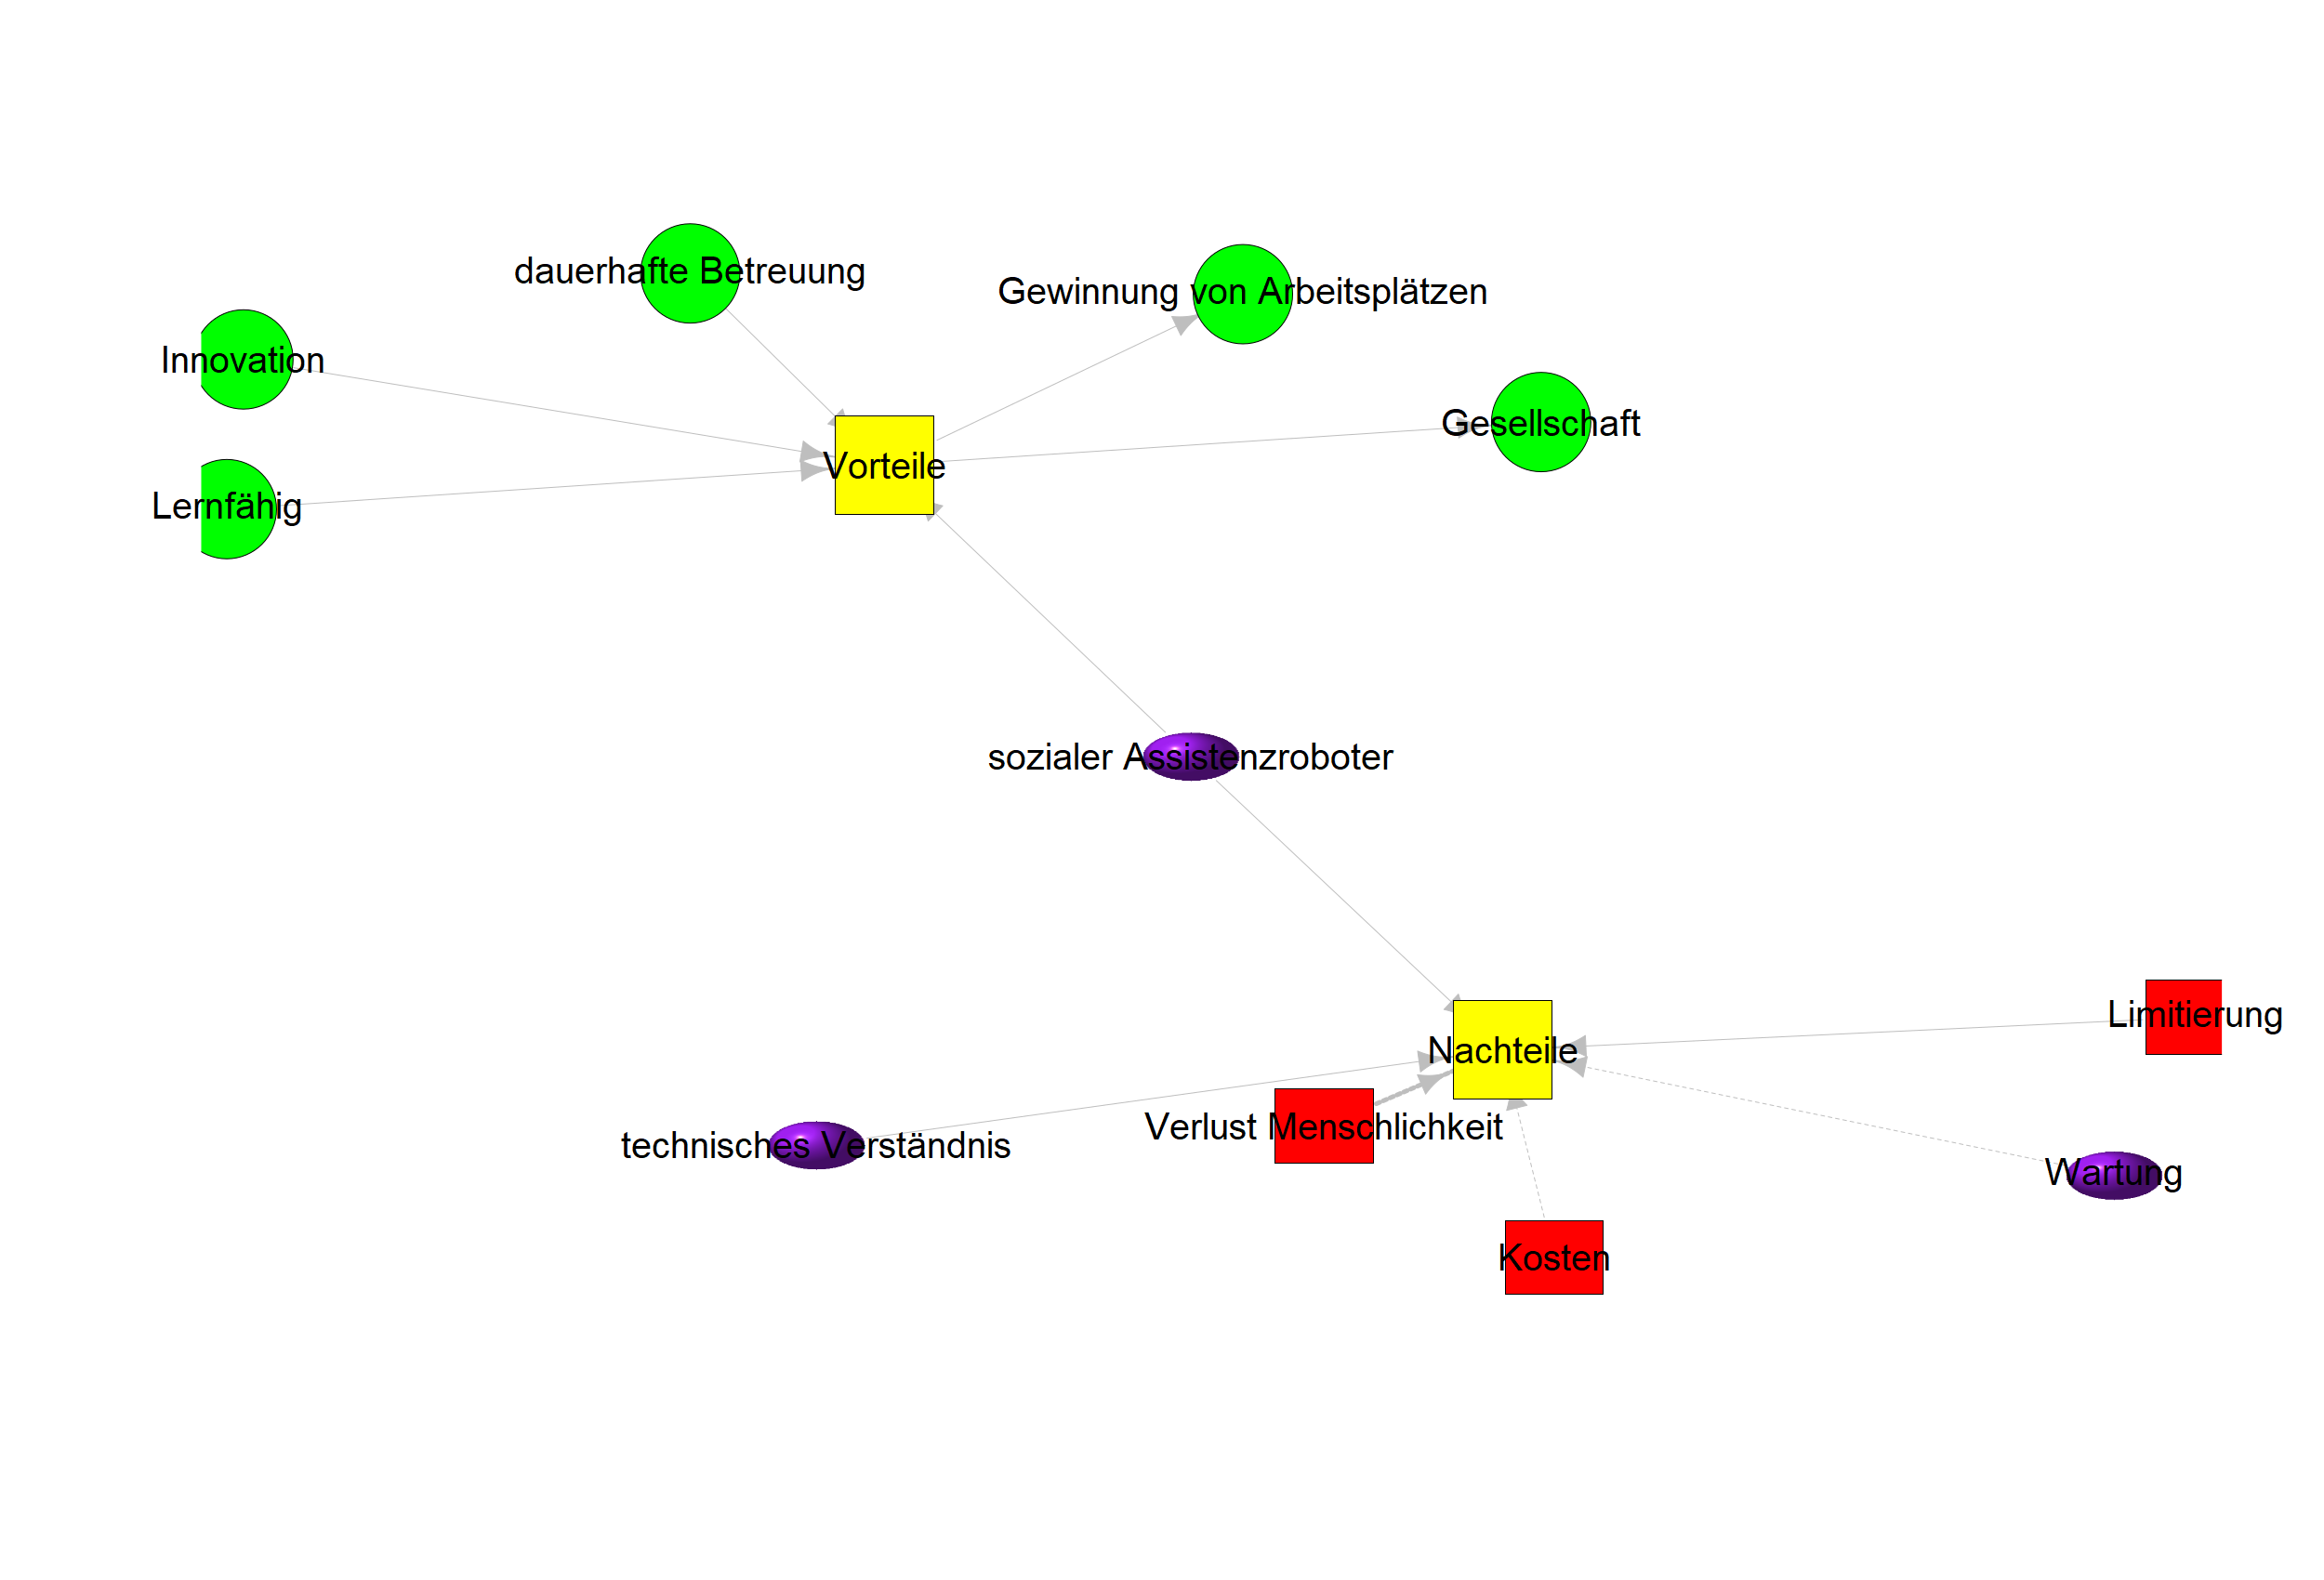 dauerhafte Betreuung
Gewinnung von Arbeitsplätzen
Innovation
Gesellschaft
Vorteile
Lernfähig
sozialer Assistenzroboter
Limitierung
Nachteile
Verlust Menschlichkeit
technisches Verständnis
Wartung
Kosten